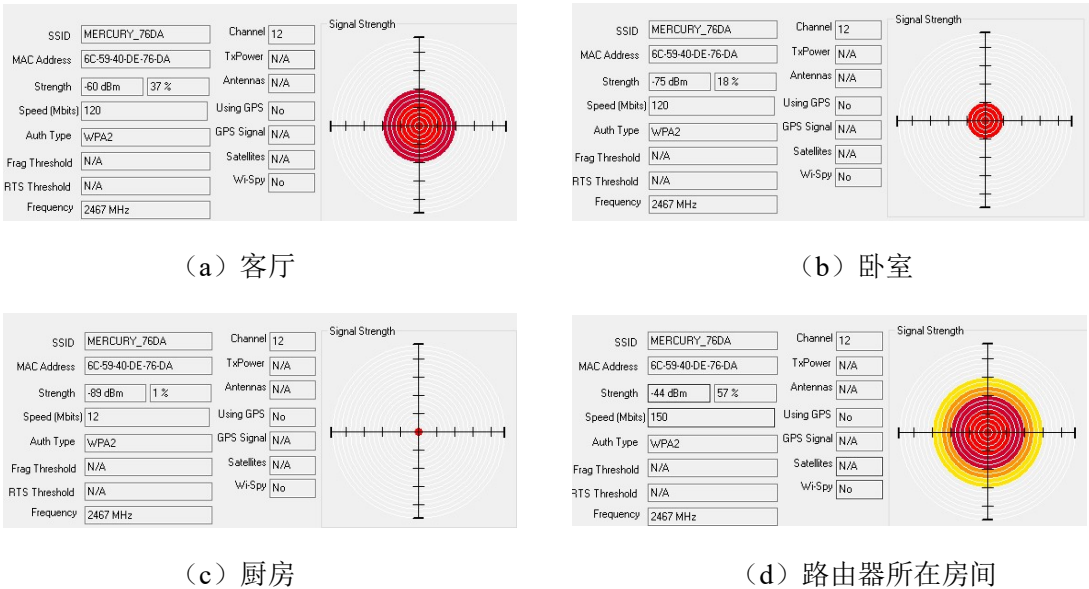 SSID MERCURY_76DA Channel 12 Signal Strength
MAC Address 6C-59-40-DE-76-DA TxPower N/A
Strength -60 dBm 37 % Antennas N/A
Speed (Mbits) 120 Using GPS No
Auth Type WPA2 GPS Signal N/A
Frag Threshold N/A Satellites N/A
RTS Threshold N/A Wi-Spy No
Frequency 2467 MHz
（a）客厅
SSID MERCURY_76DA Channel 12 Signal Strength
MAC Address 6C-59-40-DE-76-DA TxPower N/A
Strength -75 dBm 18 % Antennas N/A
Speed (Mbits) 120 Using GPS No
Auth Type WPA2 GPS Signal N/A
Frag Threshold N/A Satellites N/A
RTS Threshold N/A Wi-Spy No
Frequency 2467 MHz
（b）卧室
SSID MERCURY_76DA Channel 12 Signal Strength
MAC Address 6C-59-40-DE-76-DA TxPower N/A
Strength -89 dBm 1 % Antennas N/A
Speed (Mbits) 12 Using GPS No
Auth Type WPA2 GPS Signal N/A
Frag Threshold N/A Satellites N/A
RTS Threshold N/A Wi-Spy No
Frequency 2467 MHz
（c）厨房
SSID MERCURY_76DA Channel 12 Signal Strength
MAC Address 6C-59-40-DE-76-DA TxPower N/A
Strength -44 dBm 57 % Antennas N/A
Speed (Mbits) 150 Using GPS No
Auth Type WPA2 GPS Signal N/A
Frag Threshold N/A Satellites N/A
RTS Threshold N/A Wi-Spy No
Frequency 2467 MHz
（d）路由器所在房间